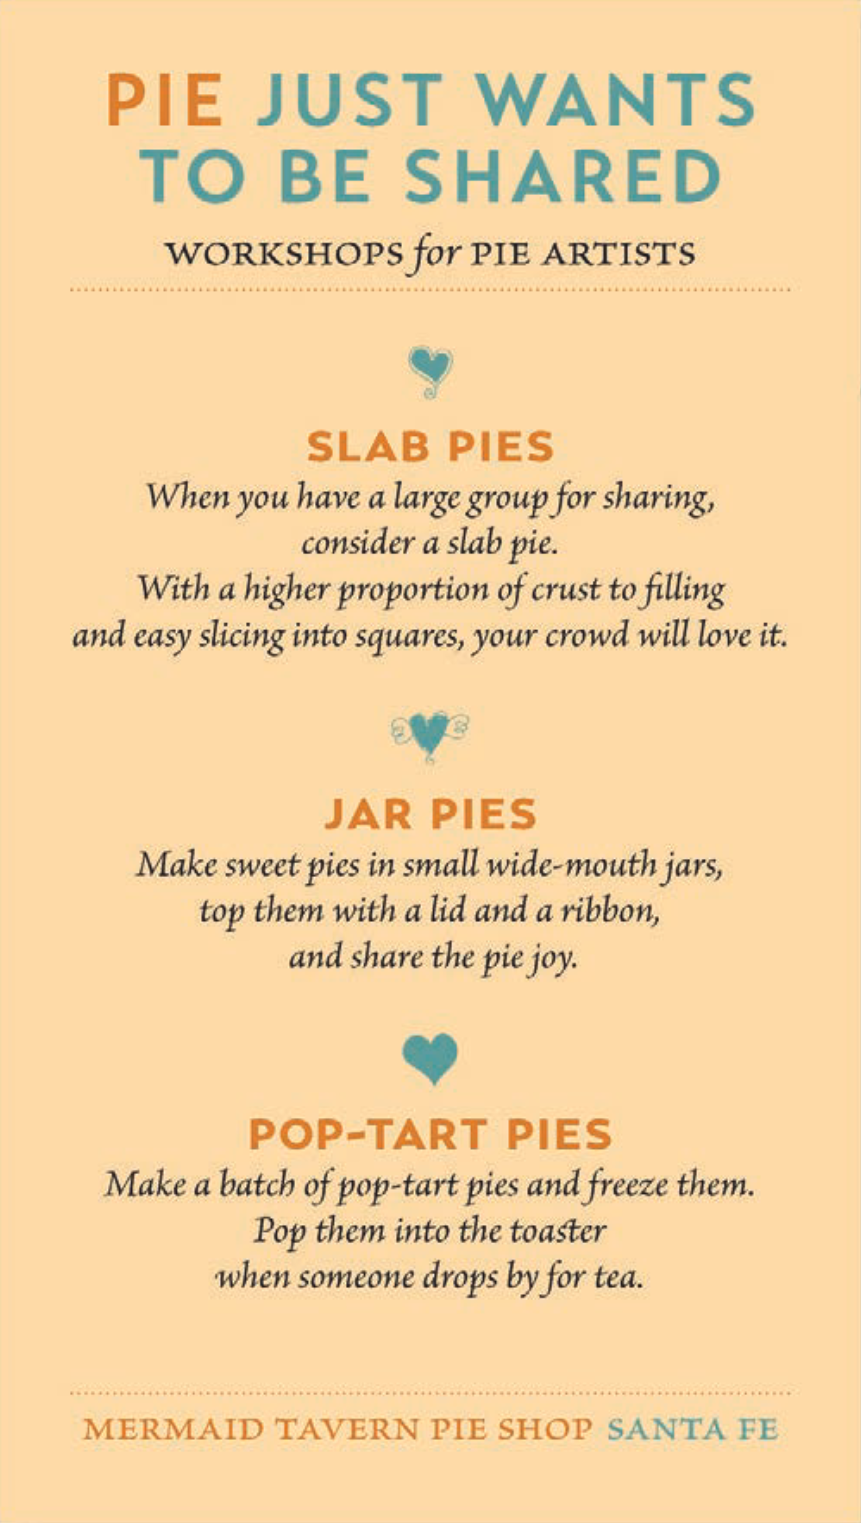 PIE JUST WANTS
TO BE SHARED
WORKSHOPS for PIE ARTISTS
SLAB PIES
When you have a large group for sharing,
consider a slab pie.
With a higher proportion of crust to filling
and easy slicing into squares, your crowd will love it.
JAR PIES
Make sweet pies in small wide-mouth jars,
top them with a lid and a ribbon,
and share the pie joy.
POP-TART PIES
Make a batch of pop-tart pies and freeze them.
Pop them into the toaster
when someone drops by for tea.
MERMAID TAVERN PIE SHOP SANTA FE